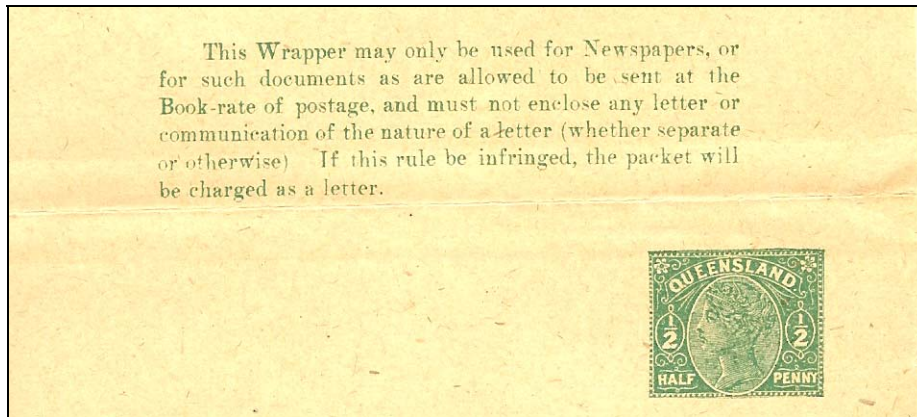 This Wrapper may only be used for Newspapers, or
for such documents as are allowed to be sent at the
Book-rate of postage, and must not enclose any letter or
communication of the nature of a letter (whether separate
or otherwise) If this rule be infringed, the packet will
be charged as a letter.
QUEENSLAND
1/2 1/2
HALF PENNY